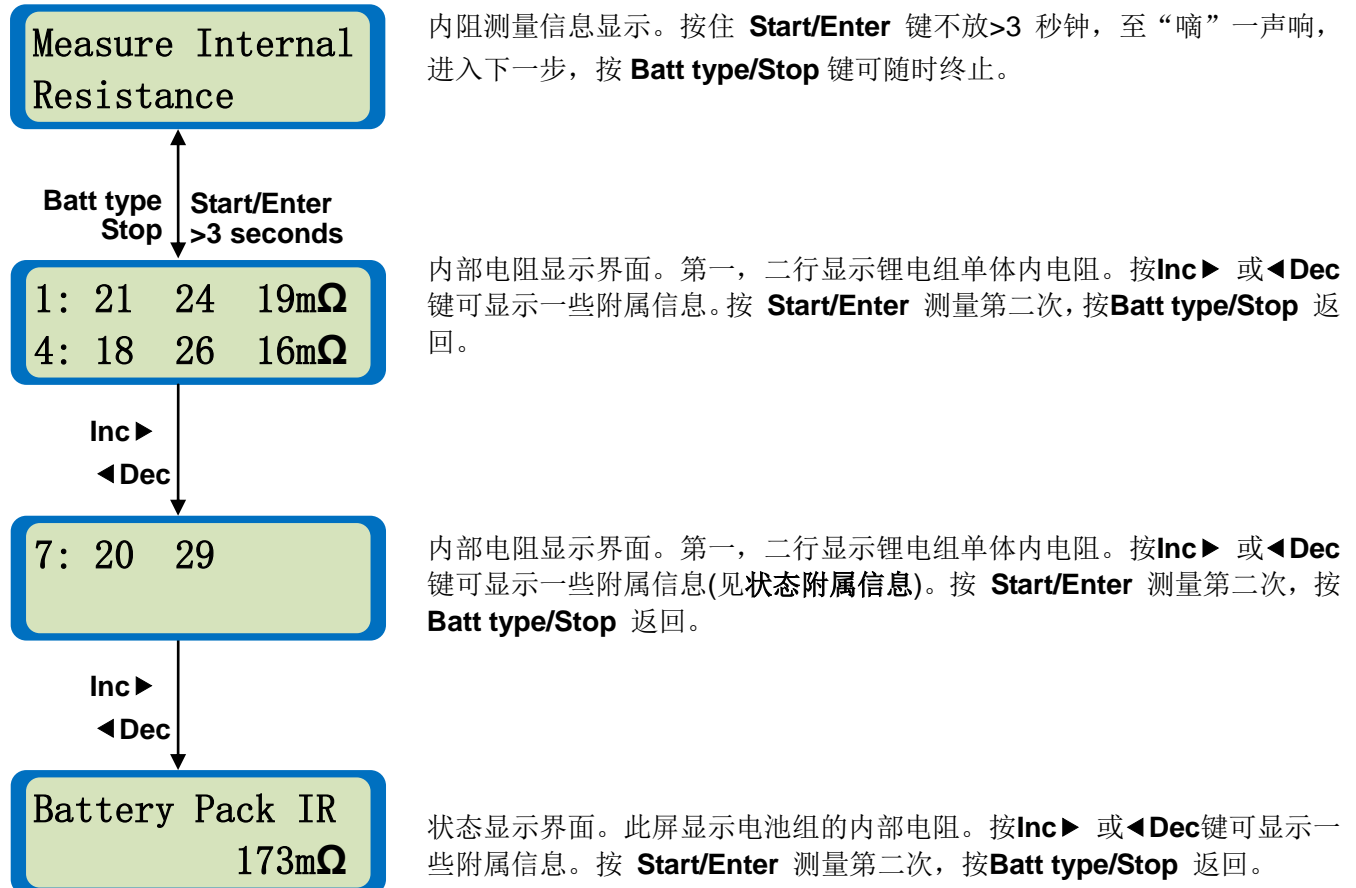 Measure Internal
Resistance
内阻测量信息显示。按住 Start/Enter 键不放>3 秒钟，至“嘀”一声响，
进入下一步，按 Batt type/Stop 键可随时终止。
Batt type
Stop
Start/Enter
>3 seconds
1: 21 24 19mΩ
4: 18 26 16mΩ
内部电阻显示界面。第一，二行显示锂电组单体内电阻。按Inc► 或◄Dec
键可显示一些附属信息。按 Start/Enter 测量第二次，按Batt type/Stop 返
回。
Inc►
◄Dec
7: 20 29
内部电阻显示界面。第一，二行显示锂电组单体内电阻。按Inc► 或◄Dec
键可显示一些附属信息(见状态附属信息)。按 Start/Enter 测量第二次，按
Batt type/Stop 返回。
Inc►
◄Dec
Battery Pack IR
173mΩ
状态显示界面。此屏显示电池组的内部电阻。按Inc► 或◄Dec键可显示一
些附属信息。按 Start/Enter 测量第二次，按Batt type/Stop 返回。